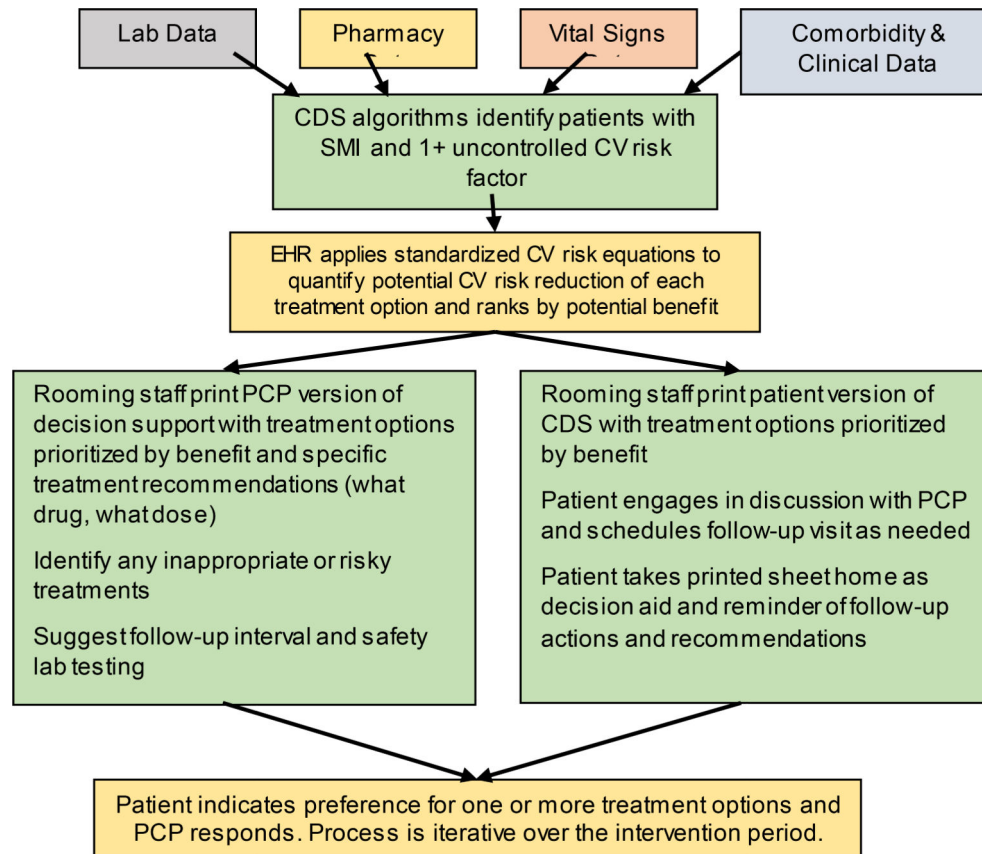 Lab Data
Pharmacy
Vital Signs
Comorbidity &
Clinical Data
CDS algorithms identify patients with
SMI and 1+ uncontrolled CV risk
factor
EHR applies standardized CV risk equations to
quantify potential CV risk reduction of each
treatment option and ranks by potential benefit
Rooming staff print PCP version of
decision support with treatment options
prioritized by benefit and specific
treatment recommendations (what
drug, what dose)
Identify any inappropriate or risky
treatments
Suggest follow-up interval and safety
lab testing
Rooming staff print patient version of
CDS with treatment options prioritized
by benefit
Patient engages in discussion with PCP
and schedules follow-up visit as needed
Patient takes printed sheet home as
decision aid and reminder of follow-up
actions and recommendations
Patient indicates preference for one or more treatment options and
PCP responds. Process is iterative over the intervention period.